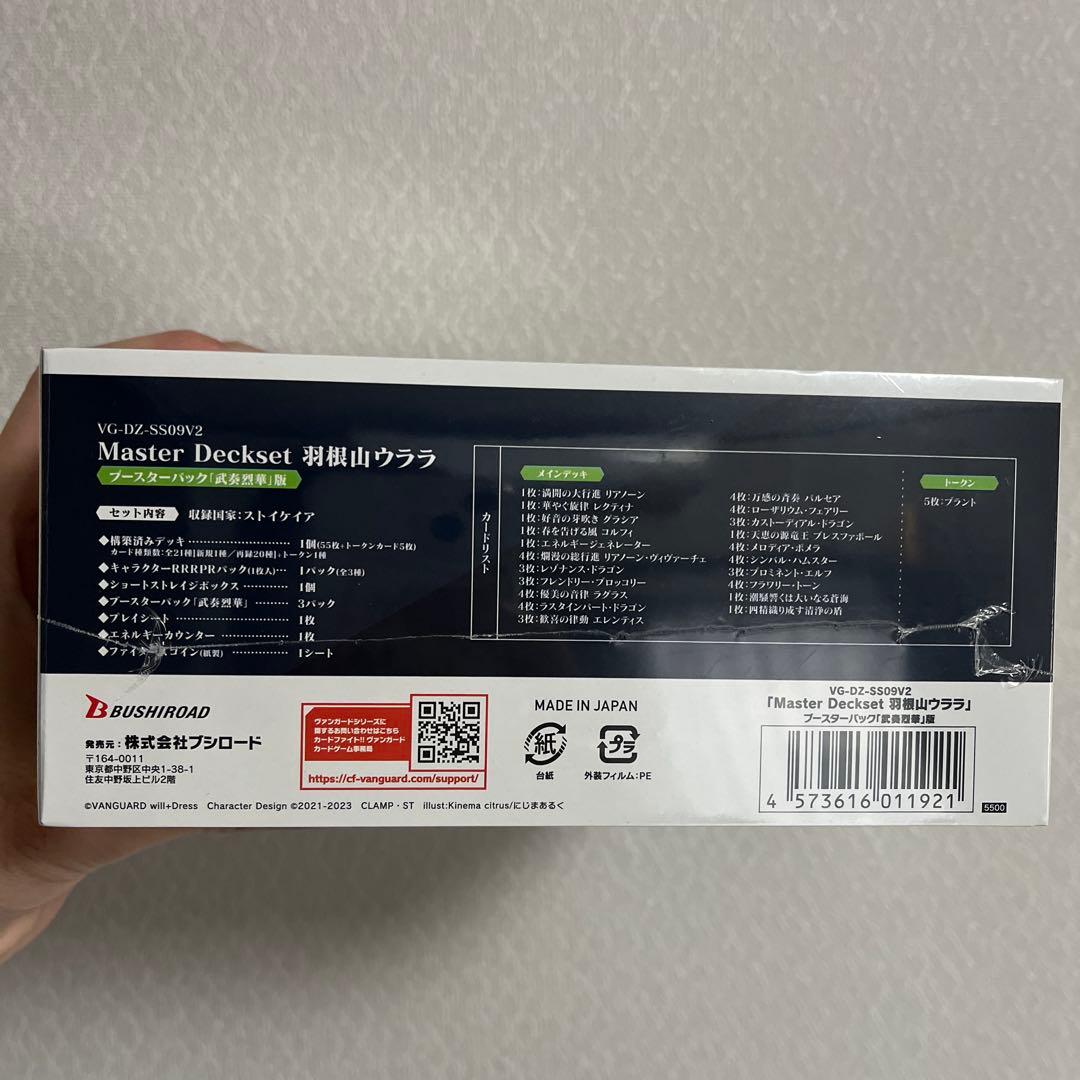 VG-DZ-SS09V2
Master Deckset 羽根山ウララ
ブースターパック「武奏烈華」版
セット内容 収録国家:ストイケイア
◆構築済みデッキ 1個(55枚+トークンカード5枚)
カード種類数:全21種[新規1種/再録20種]+トークン1種
◆キャラクターRRRPRパック(1枚入) 1パック(全3種)
◆ショートストレイジボックス 1個
◆ブースターパック「武奏烈華」 3パック
◆プレイシート 1枚
◆エネルギーカウンター 1枚
◆ファイターズコイン(紙製) 1シート
カードリスト
メインデッキ
1枚:満開の大行進 リアノーン
1枚:華やぐ旋律 レクティナ
1枚:好音の芽吹き グラシア
1枚:春を告げる風 コルフィ
1枚:エネルギージェネレーター
4枚:爛漫の総行進 リアノーン・ヴィヴァーチェ
3枚:レゾナンス・ドラゴン
3枚:フレンドリー・ブロッコリー
4枚:優美の音律 ラグラス
4枚:ラスタインパート・ドラゴン
3枚:歓喜の律動 エレンティス
4枚:万感の音奏 パルセア
4枚:ローザリウム・フェアリー
3枚:カストーディアル・ドラゴン
1枚:天恵の源竜王 ブレスファボール
4枚:メロディア・ポメラ
4枚:シンバル・ハムスター
3枚:プロミネント・エルフ
4枚:フラワリー・トーン
1枚:潮騒響くは大いなる蒼海
1枚:四精織り成す清浄の盾
トークン
5枚:プラント
BUSHIROAD
発売元:株式会社ブシロード
〒164-0011
東京都中野区中央1-38-1
住友中野坂上ビル2階
ヴァンガードシリーズに
関するお問い合わせはこちら
カードファイト!! ヴァンガード
カードゲーム事務局
https://cf-vanguard.com/support/
MADE IN JAPAN
紙
台紙
プラ
外装フィルム:PE
VG-DZ-SS09V2
「Master Deckset 羽根山ウララ」
ブースターパック「武奏烈華」版
4 573616 011921
5500
©VANGUARD will+Dress Character Design ©2021-2023 CLAMP・ST illust:Kinema citrus/にじまあるく